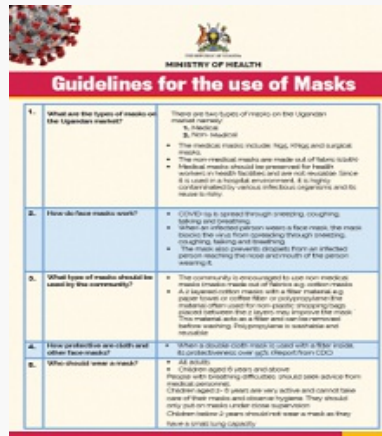 MINISTRY OF HEALTH
Guidelines for the use of Masks
1.
What are the types of masks on
the Ugandan market?
There are two types of masks on the Ugandan
market namely
1. Medical
2. Non- Medical
The medical masks include: N95, KN95 and surgical
masks.
The non-medical masks are made out of fabric (cloth)
Medical masks should be preserved for health
workers in health facilities and are not reusable. Since
it is used in a hospital environment, it is highly
contaminated by various infectious organisms and its
reuse is risky
2.
How do face masks work?
COVID-19 is spread through sneezing, coughing,
talking and breathing.
When an infected person wears a face mask, the mask
blocks the virus from spreading through sneezing,
coughing, talking and breathing
The mask also prevents droplets from an infected
person reaching the nose and mouth of the person
wearing it.
3.
What type of masks should be
used by the community?
The community is encouraged to use non medical
masks (masks made out of fabrics e.g. cotton masks
A 2 layered cotton masks with a filter material e.g
paper towel or coffee filter or polypropylene (the
material often used for non-plastic shopping bags)
placed between the 2 layers may improve the mask
This material acts as a filter and can be removed
before washing. Polypropylene is washable and
reusable
4.
How protective are cloth and
other face-masks?
When a double cloth mask is used with a filter inside
its protectiveness over 95% (Report from CDC)
5.
Who should wear a mask?
All adults
Children aged 6 years and above
People with breathing difficulties should seek advice from
medical personnel.
Children aged 2- 5 years are very active and cannot take
care of their masks and observe hygiene. They should
only put on masks under close supervision
Children below 2 years should not wear a mask as they
have a small lung capacity